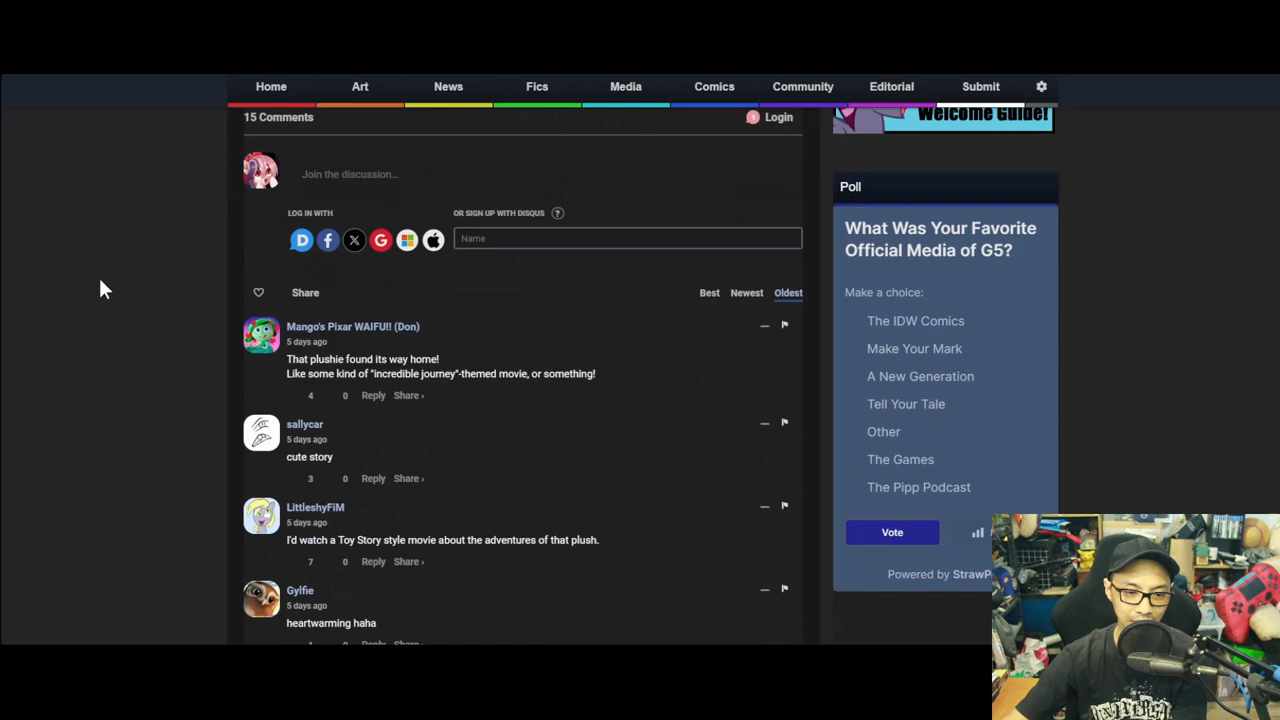 Home Art News Fics Media Comics Community Editorial Submit
15 Comments
1 Login
Welcome Guide!
Join the discussion...
LOG IN WITH
OR SIGN UP WITH DISQUS ?
D f X G
Name
Share
Best Newest Oldest
Mango's Pixar WAIFU!! (Don)
5 days ago
That plushie found its way home!
Like some kind of "incredible journey"-themed movie, or something!
4 0 Reply Share ›
sallycar
5 days ago
cute story
3 0 Reply Share ›
LittleshyFiM
5 days ago
I'd watch a Toy Story style movie about the adventures of that plush.
7 0 Reply Share ›
Gylfie
5 days ago
heartwarming haha
1 0 Reply Share ›
Poll
What Was Your Favorite
Official Media of G5?
Make a choice:
The IDW Comics
Make Your Mark
A New Generation
Tell Your Tale
Other
The Games
The Pipp Podcast
Vote
Powered by StrawP